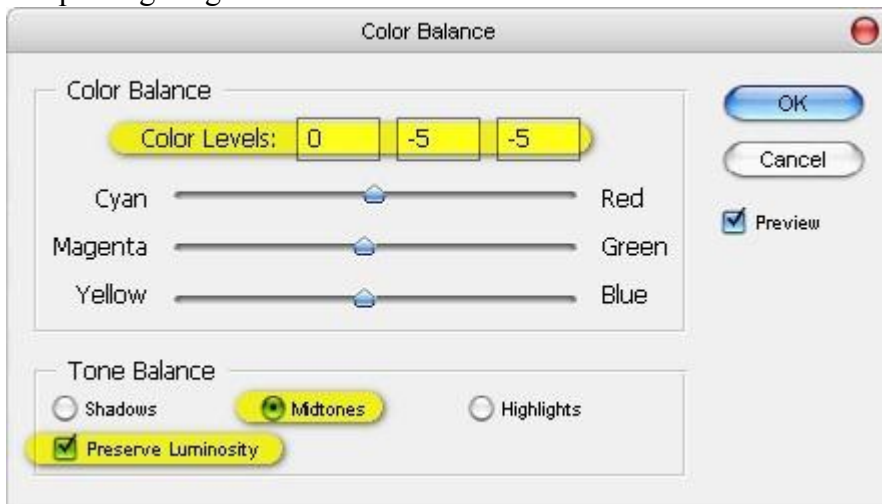 Color Balance
Color Balance
OK
Color Levels: 0 -5 -5
Cancel
Cyan Red
Preview
Magenta Green
Yellow Blue
Tone Balance
Shadows Midtones Highlights
Preserve Luminosity